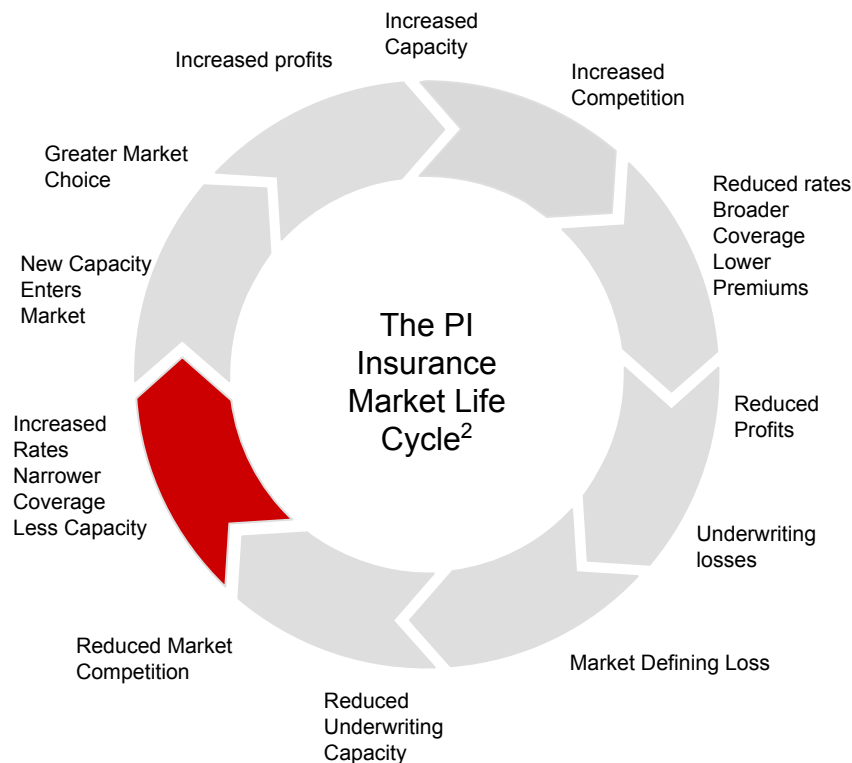 Increased
Capacity
Increased
Competition
Reduced rates
Broader
Coverage
Lower
Premiums
Reduced
Profits
Underwriting
losses
Market Defining Loss
Reduced
Underwriting
Capacity
Reduced Market
Competition
Increased
Rates
Narrower
Coverage
Less Capacity
New Capacity
Enters
Market
Greater Market
Choice
Increased profits
The PI
Insurance
Market Life
Cycle²